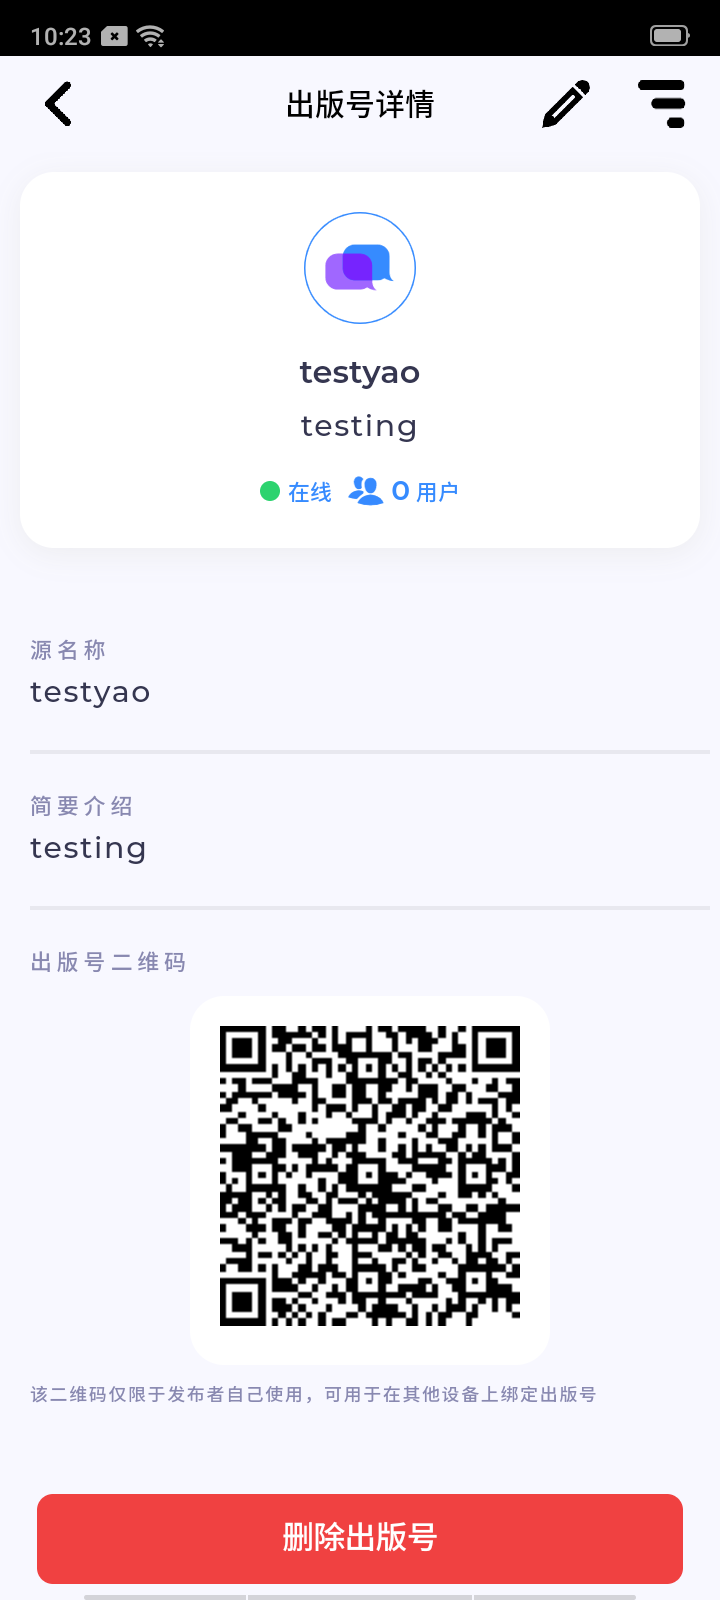 10:23
出版号详情
testyao
testing
在线 0 用户
源名称
testyao
简要介绍
testing
出版号二维码
该二维码仅限于发布者自己使用，可用于在其他设备上绑定出版号
删除出版号